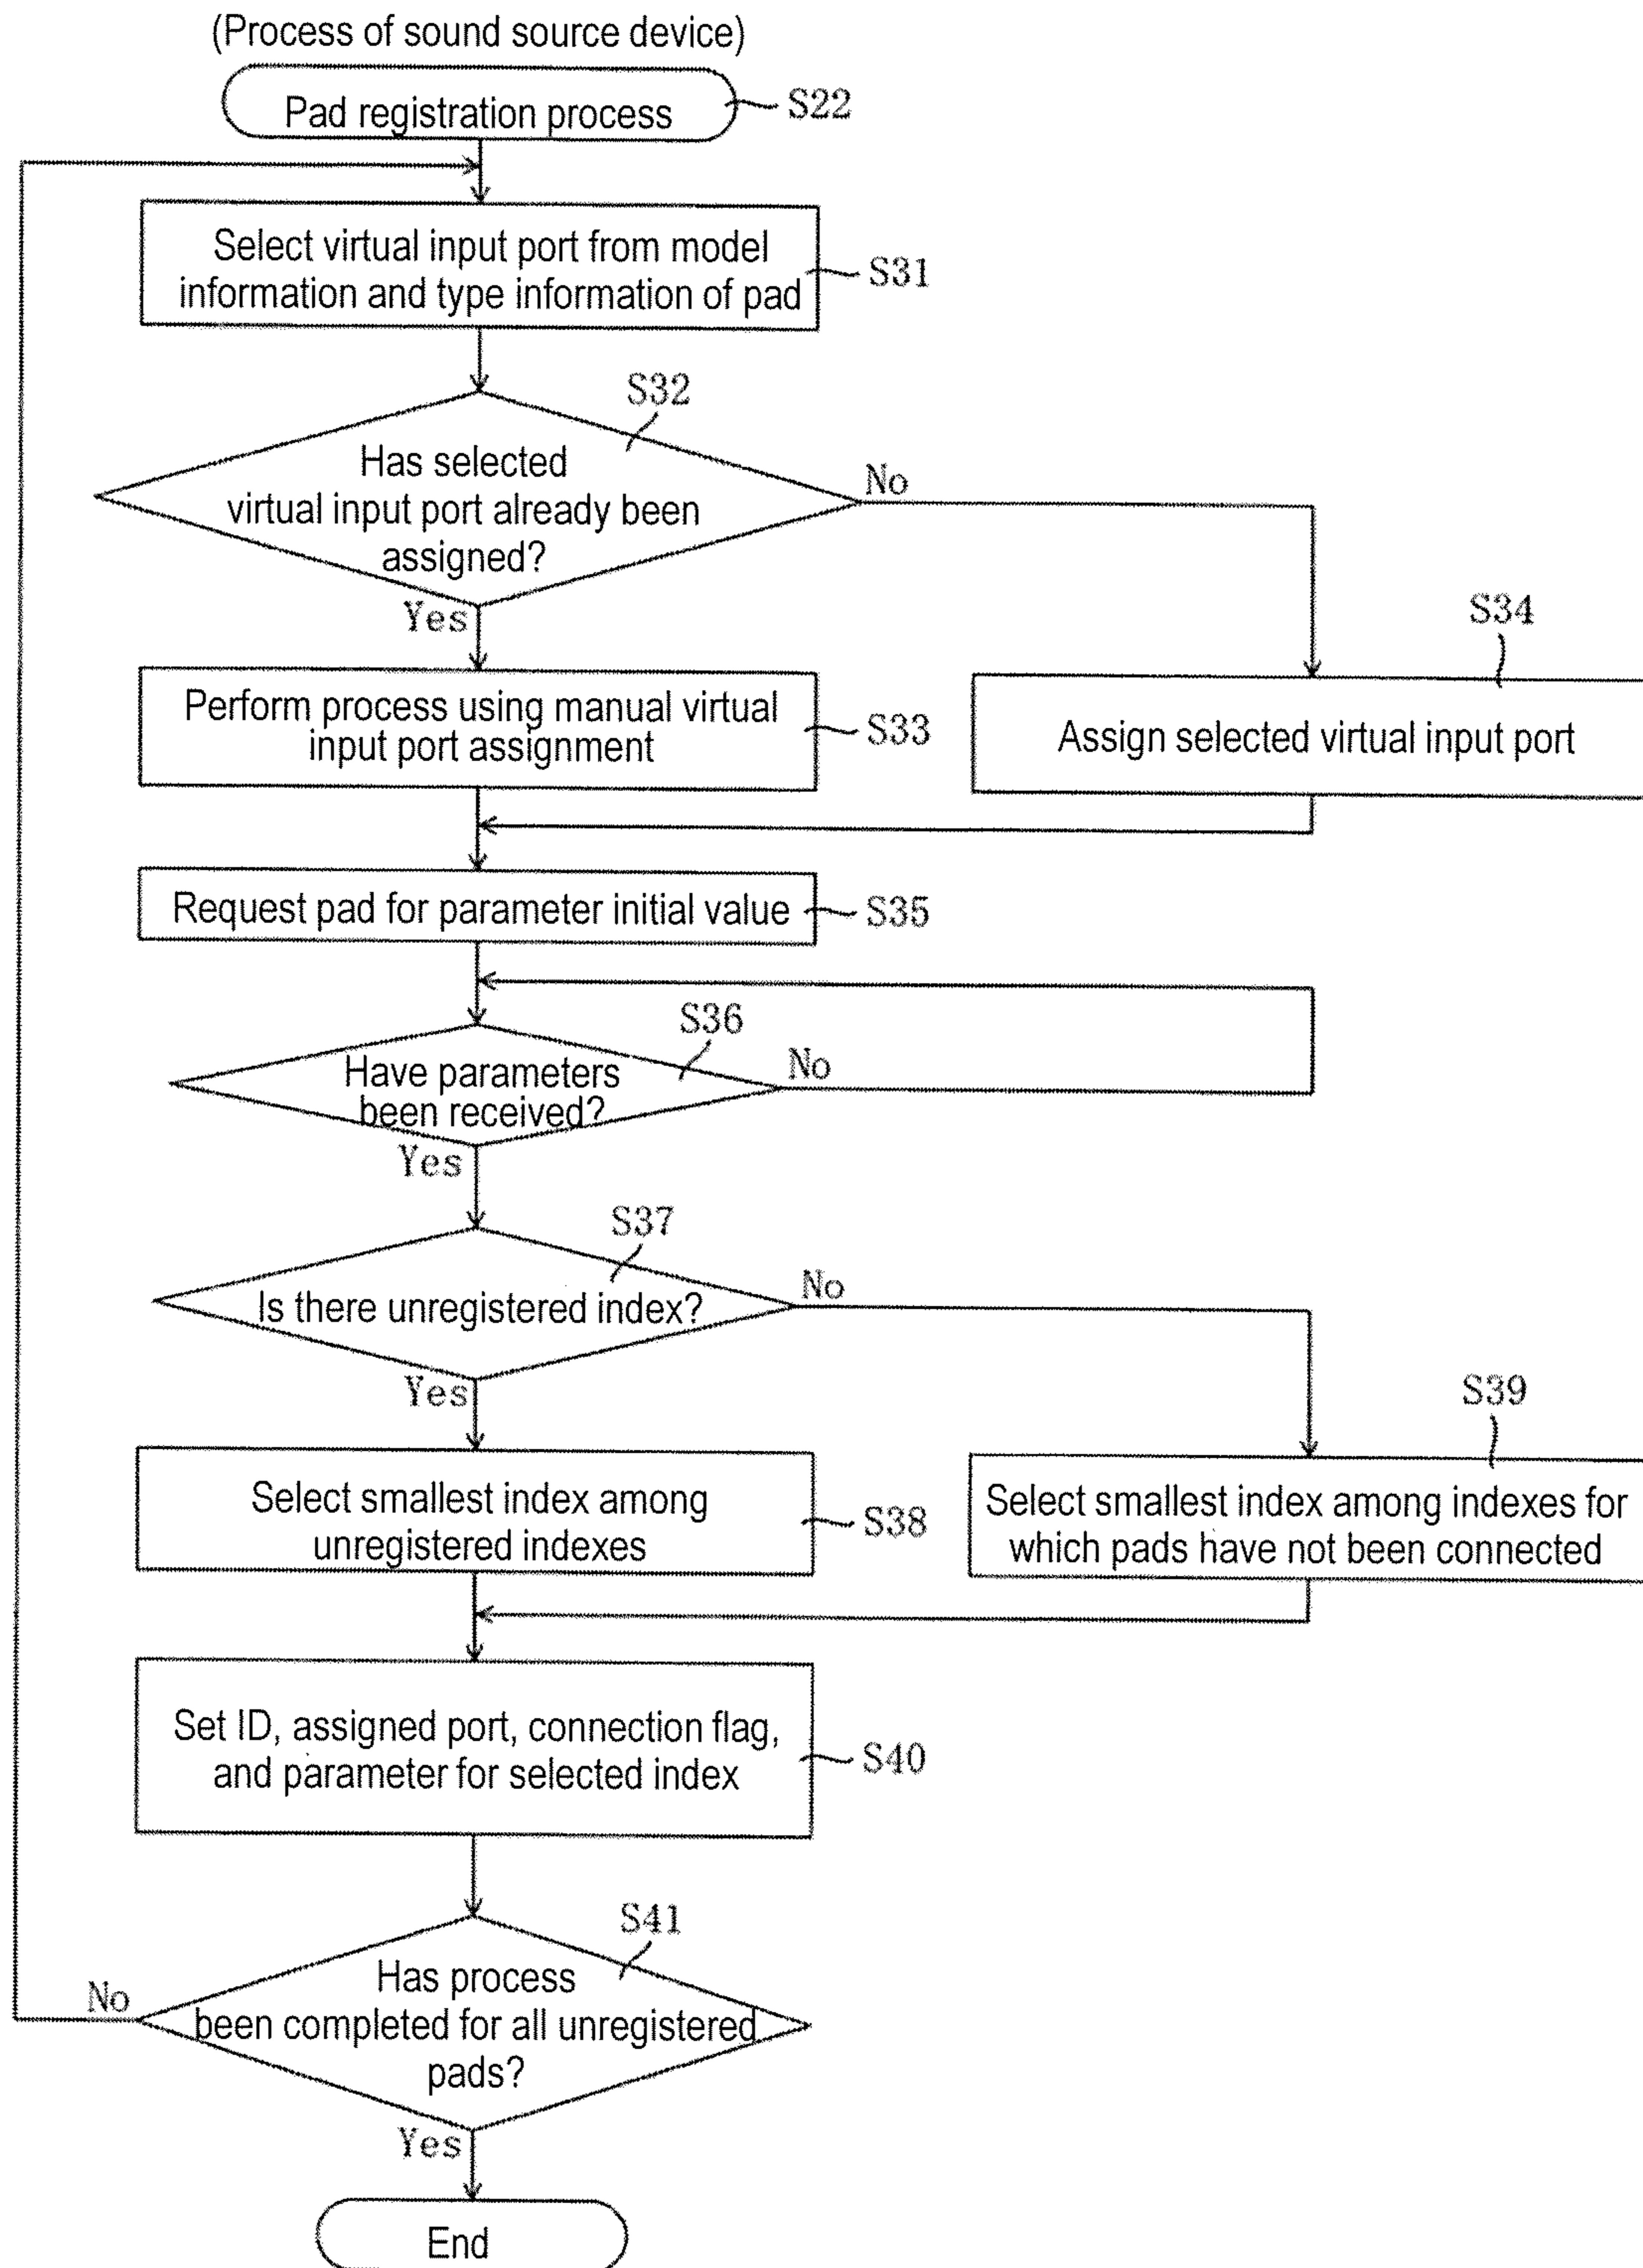 (Process of sound source device)
Pad registration process
S22
Select virtual input port from model
information and type information of pad
S31
S32
Has selected
virtual input port already been
assigned?
No
Yes
S34
Perform process using manual virtual
input port assignment
S33
Assign selected virtual input port
Request pad for parameter initial value
S35
S36
Have parameters
been received?
No
Yes
S37
Is there unregistered index?
No
Yes
S39
Select smallest index among
unregistered indexes
S38
Select smallest index among indexes for
which pads have not been connected
Set ID, assigned port, connection flag,
and parameter for selected index
S40
S41
Has process
been completed for all unregistered
pads?
No
Yes
End